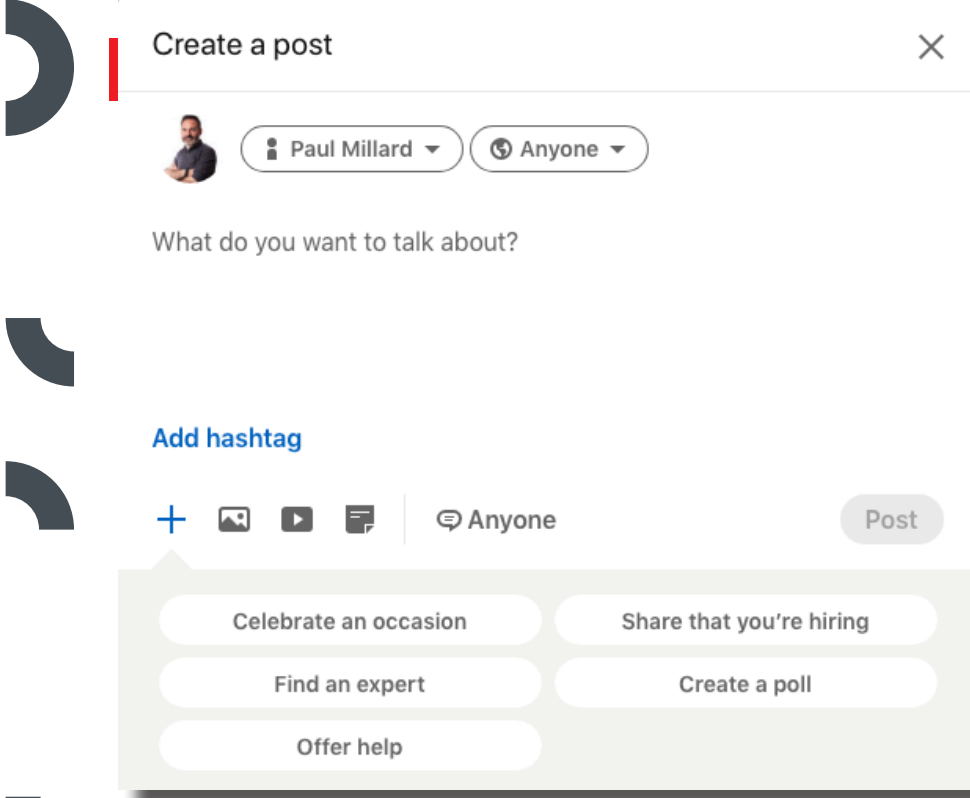 Create a post
Paul Millard Anyone
What do you want to talk about?
Add hashtag
Anyone Post
Celebrate an occasion Share that you’re hiring
Find an expert Create a poll
Offer help